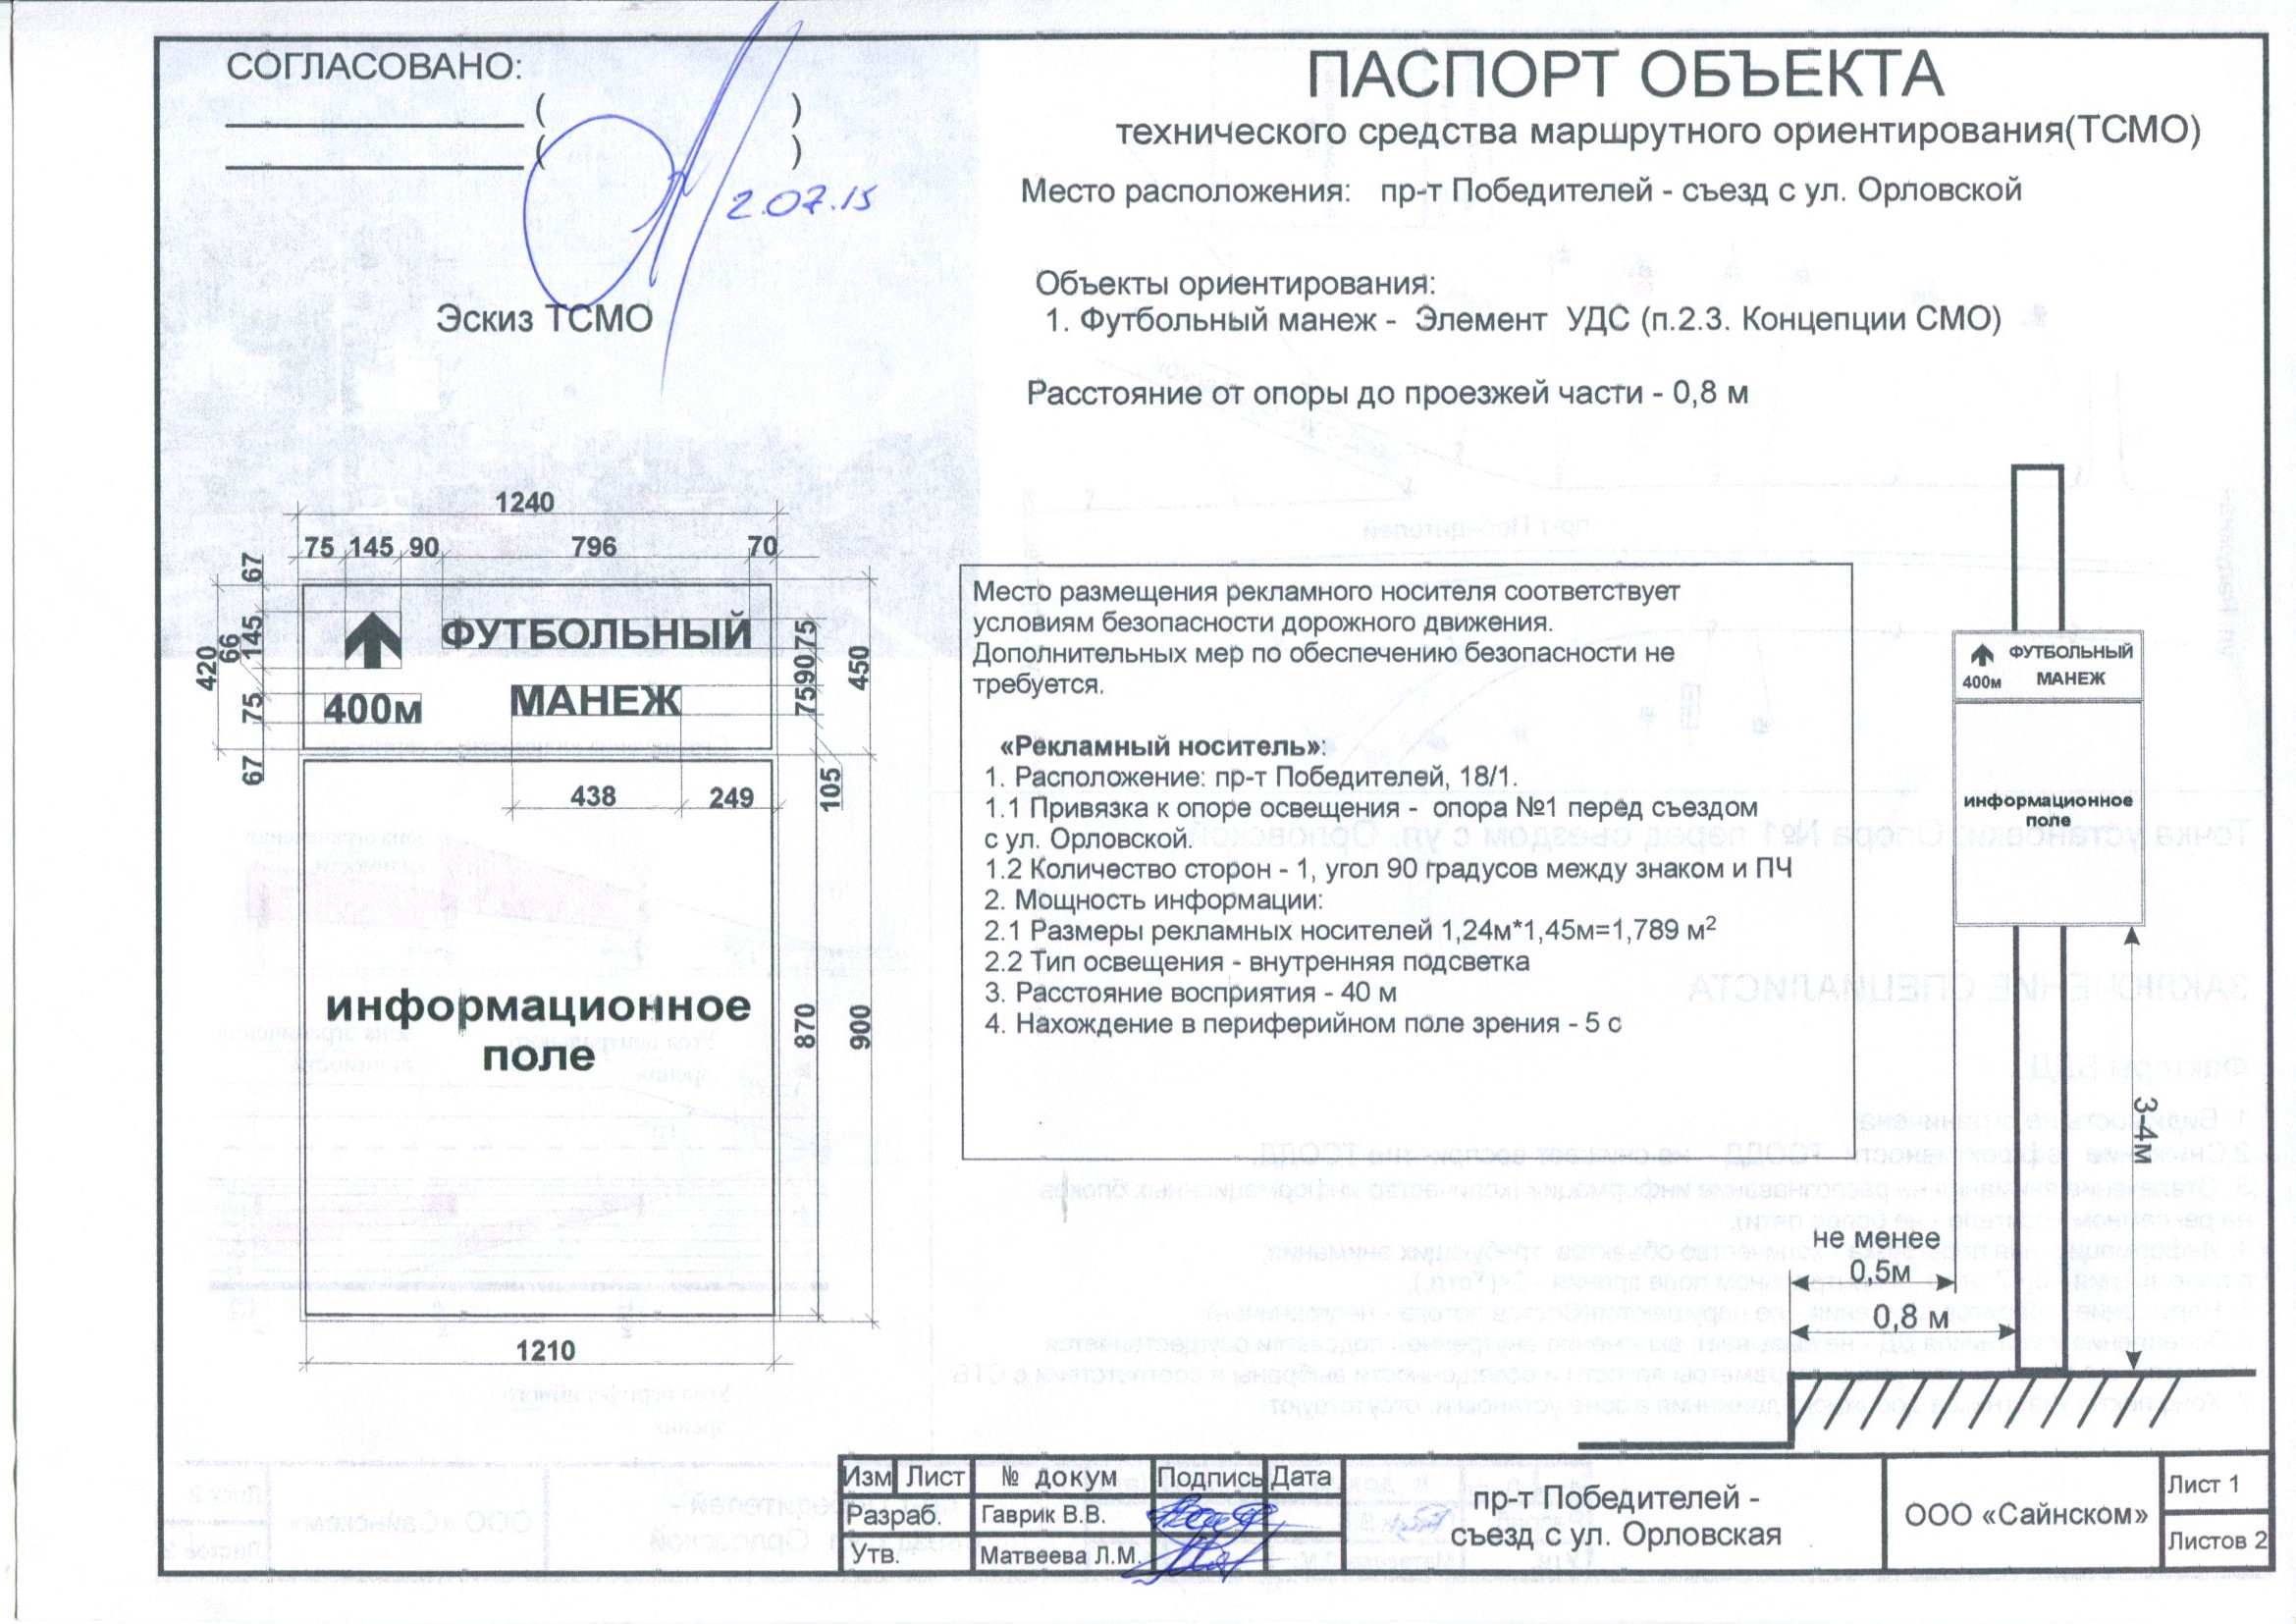 СОГЛАСОВАНО:
( )
( )
2.07.15
ПАСПОРТ ОБЪЕКТА
технического средства маршрутного ориентирования(ТСМО)
Место расположения: пр-т Победителей - съезд с ул. Орловской
Объекты ориентирования:
1. Футбольный манеж - Элемент УДС (п.2.3. Концепции СМО)
Расстояние от опоры до проезжей части - 0,8 м
Эскиз ТСМО
1240
75 145 90 796 70
67
145
66
75
67
420
ФУТБОЛЬНЫЙ
400м МАНЕЖ
75
90
75
450
105
438 249
информационное
поле
870
900
1210
Место размещения рекламного носителя соответствует
условиям безопасности дорожного движения.
Дополнительных мер по обеспечению безопасности не
требуется.
«Рекламный носитель»:
1. Расположение: пр-т Победителей, 18/1.
1.1 Привязка к опоре освещения - опора №1 перед съездом
с ул. Орловской.
1.2 Количество сторон - 1, угол 90 градусов между знаком и ПЧ
2. Мощность информации:
2.1 Размеры рекламных носителей 1,24м*1,45м=1,789 м²
2.2 Тип освещения - внутренняя подсветка
3. Расстояние восприятия - 40 м
4. Нахождение в периферийном поле зрения - 5 с
ФУТБОЛЬНЫЙ
400м МАНЕЖ
информационное
поле
3-4м
не менее
0,5м
0,8 м
Изм Лист № докум Подпись Дата
Разраб. Гаврик В.В.
Утв. Матвеева Л.М.
пр-т Победителей -
съезд с ул. Орловская
ООО «Сайнском»
Лист 1
Листов 2